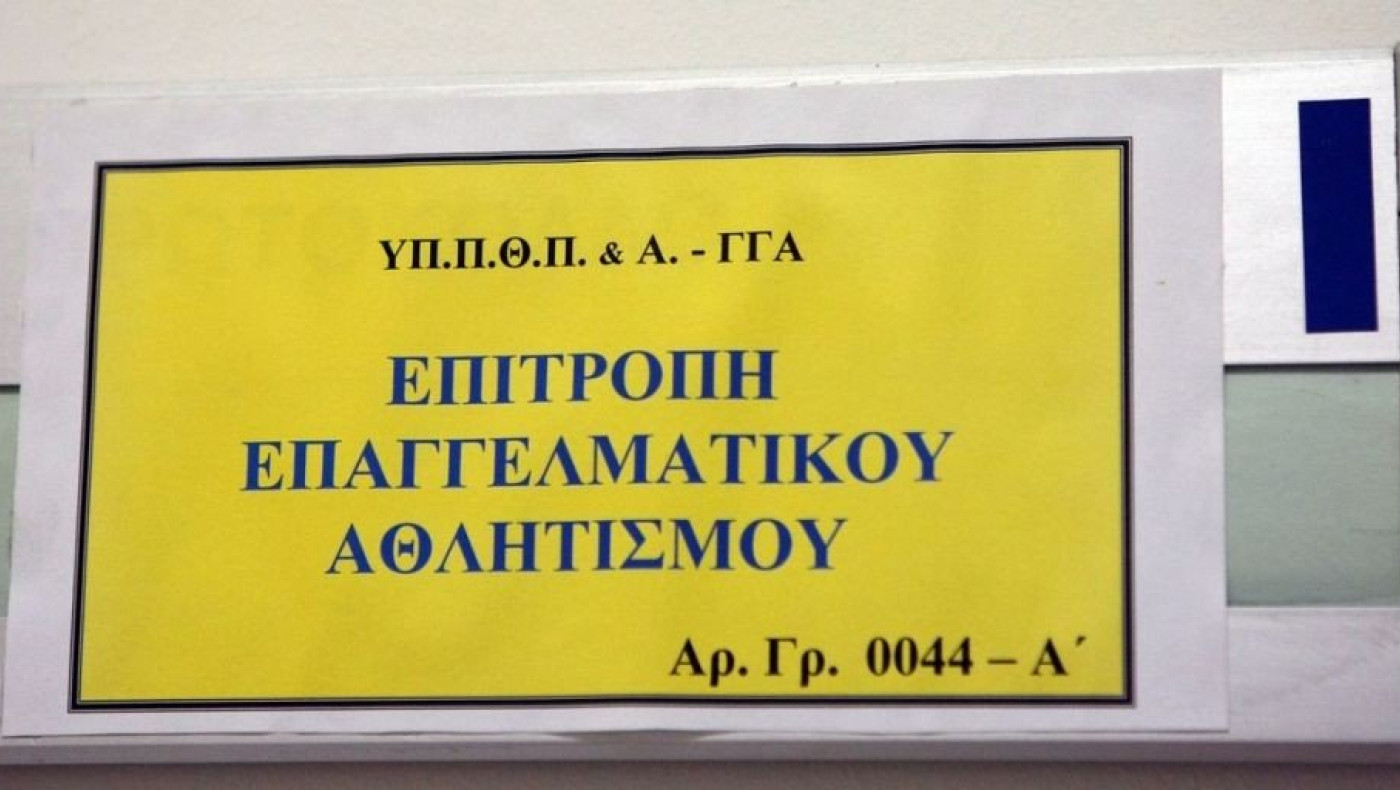 ΥΠ.Π.Θ.Π. & Α. - ΓΓΑ
ΕΠΙΤΡΟΠΗ
ΕΠΑΓΓΕΛΜΑΤΙΚΟΥ
ΑΘΛΗΤΙΣΜΟΥ
Αρ. Γρ. 0044 – Α΄